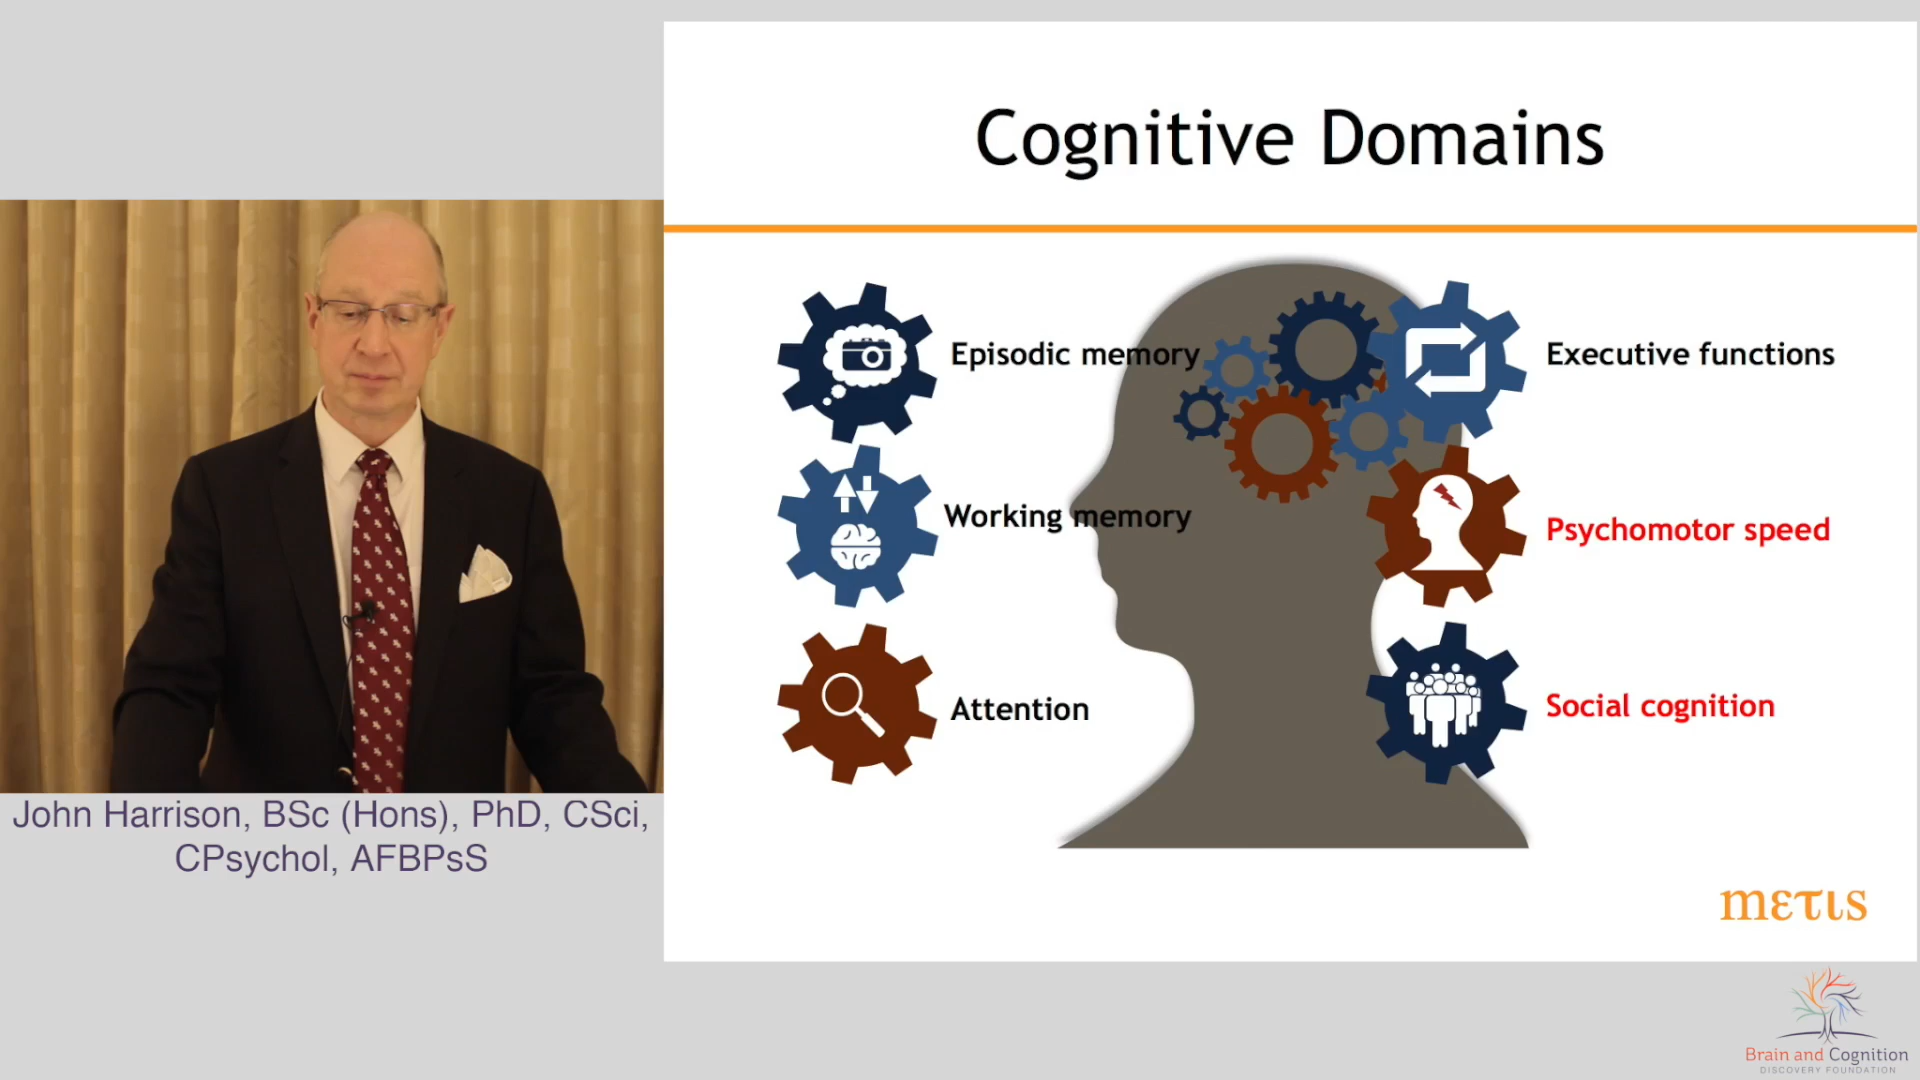 Cognitive Domains
Episodic memory
Executive functions
Working memory
Psychomotor speed
Attention
Social cognition
John Harrison, BSc (Hons), PhD, CSci,
CPsychol, AFBPsS
mετις
Brain and Cognition
DISCOVERY FOUNDATION